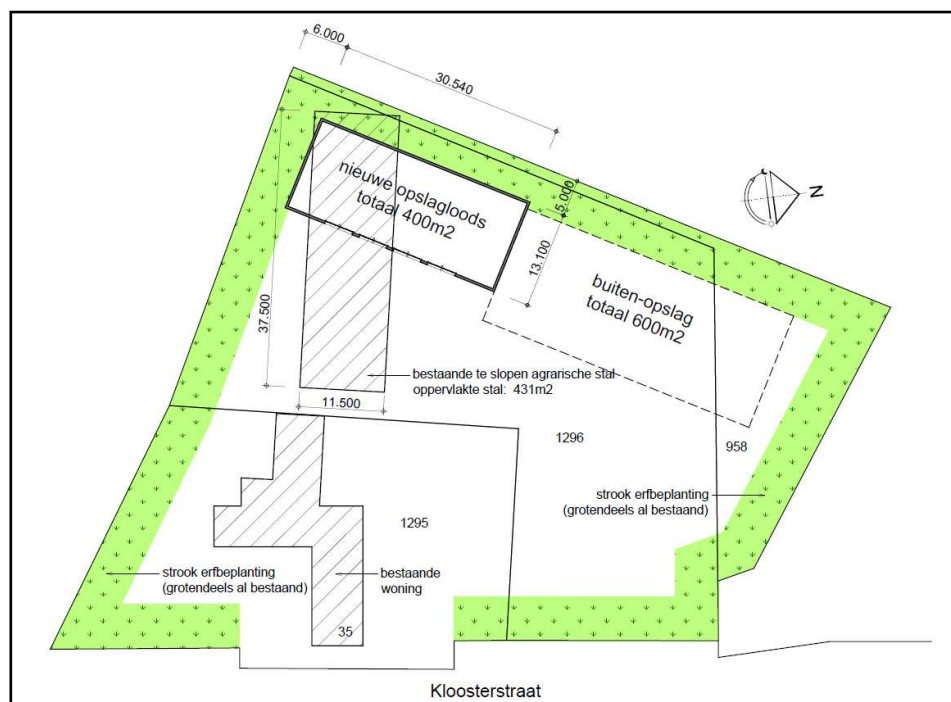 6.000
30.540
nieuwe opslagloods
totaal 400m2
5.000
13.100
N
buiten-opslag
totaal 600m2
37.500
bestaande te slopen agrarische stal
oppervlakte stal: 431m2
11.500
1296
958
strook erfbeplanting
(grotendeels al bestaand)
1295
strook erfbeplanting
(grotendeels al bestaand)
bestaande
woning
35
Kloosterstraat